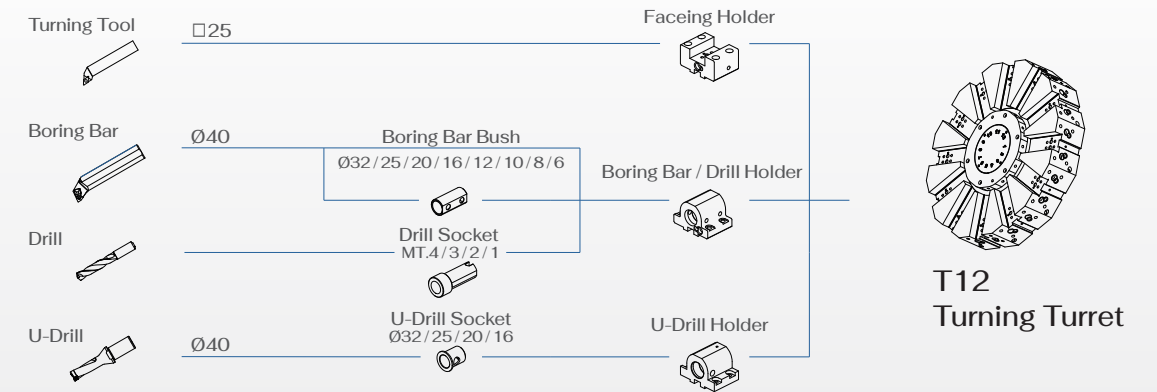 Turning Tool
□25
Faceing Holder
Boring Bar
Ø40
Boring Bar Bush
Ø32/25/20/16/12/10/8/6
Boring Bar / Drill Holder
Drill
Drill Socket
MT.4/3/2/1
U-Drill
Ø40
U-Drill Socket
Ø32/25/20/16
U-Drill Holder
T12
Turning Turret